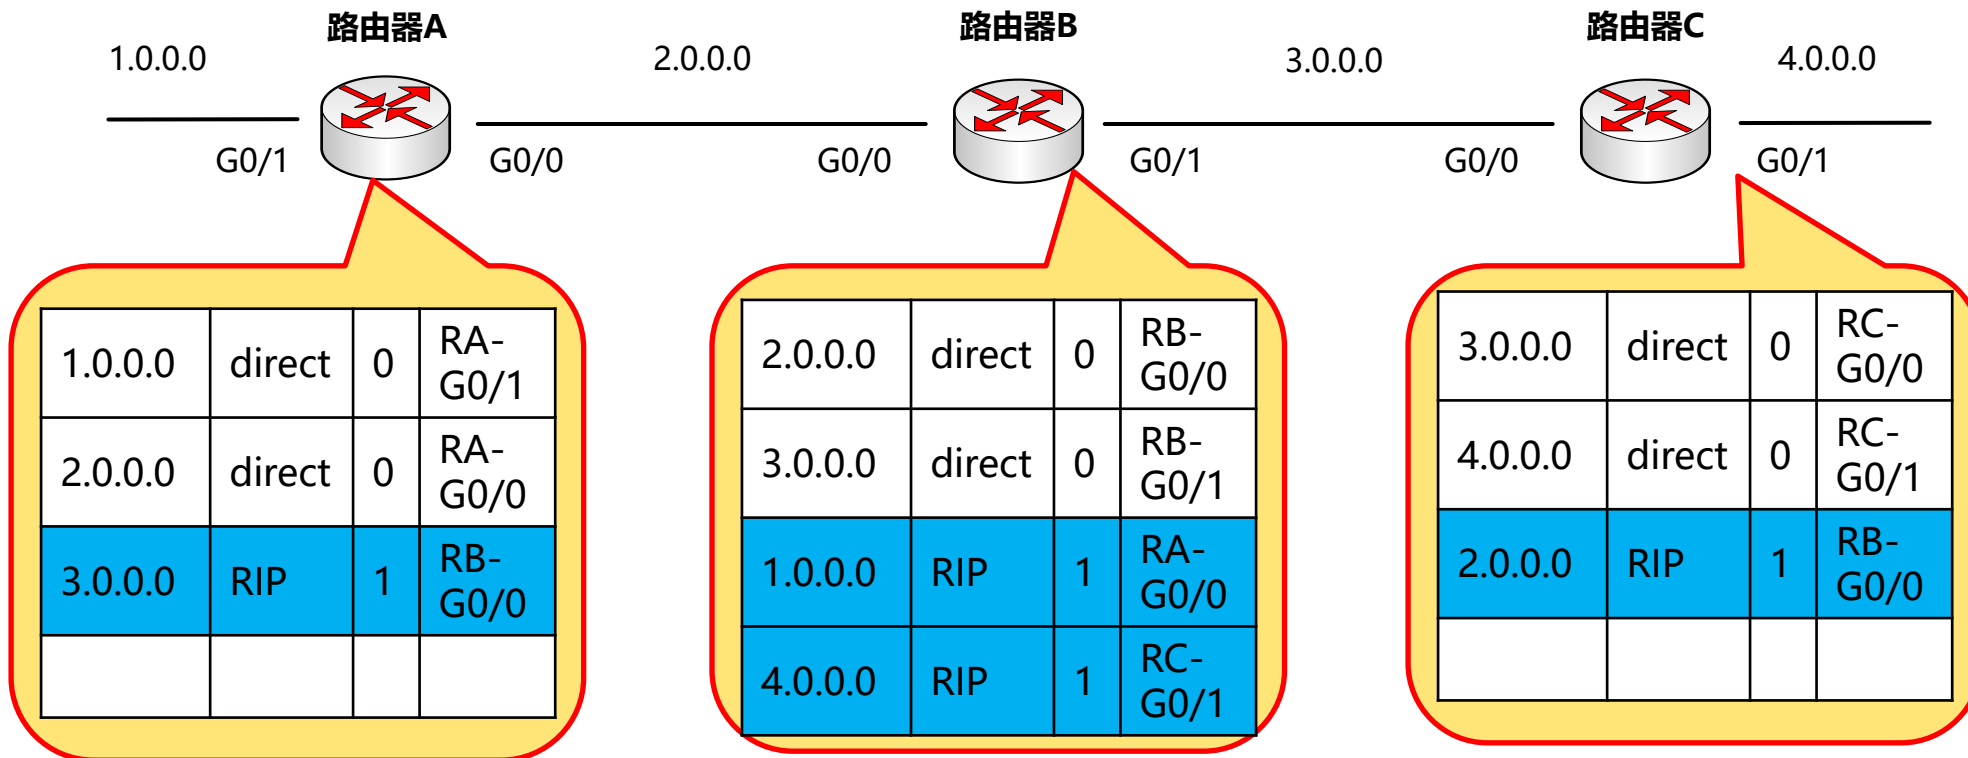 路由器A
路由器B
路由器C
1.0.0.0
2.0.0.0
3.0.0.0
4.0.0.0
G0/1
G0/0
G0/0
G0/1
G0/0
G0/1
1.0.0.0 direct 0 RA-
G0/1
2.0.0.0 direct 0 RA-
G0/0
3.0.0.0 RIP 1 RB-
G0/0
2.0.0.0 direct 0 RB-
G0/0
3.0.0.0 direct 0 RB-
G0/1
1.0.0.0 RIP 1 RA-
G0/0
4.0.0.0 RIP 1 RC-
G0/1
3.0.0.0 direct 0 RC-
G0/0
4.0.0.0 direct 0 RC-
G0/1
2.0.0.0 RIP 1 RB-
G0/0